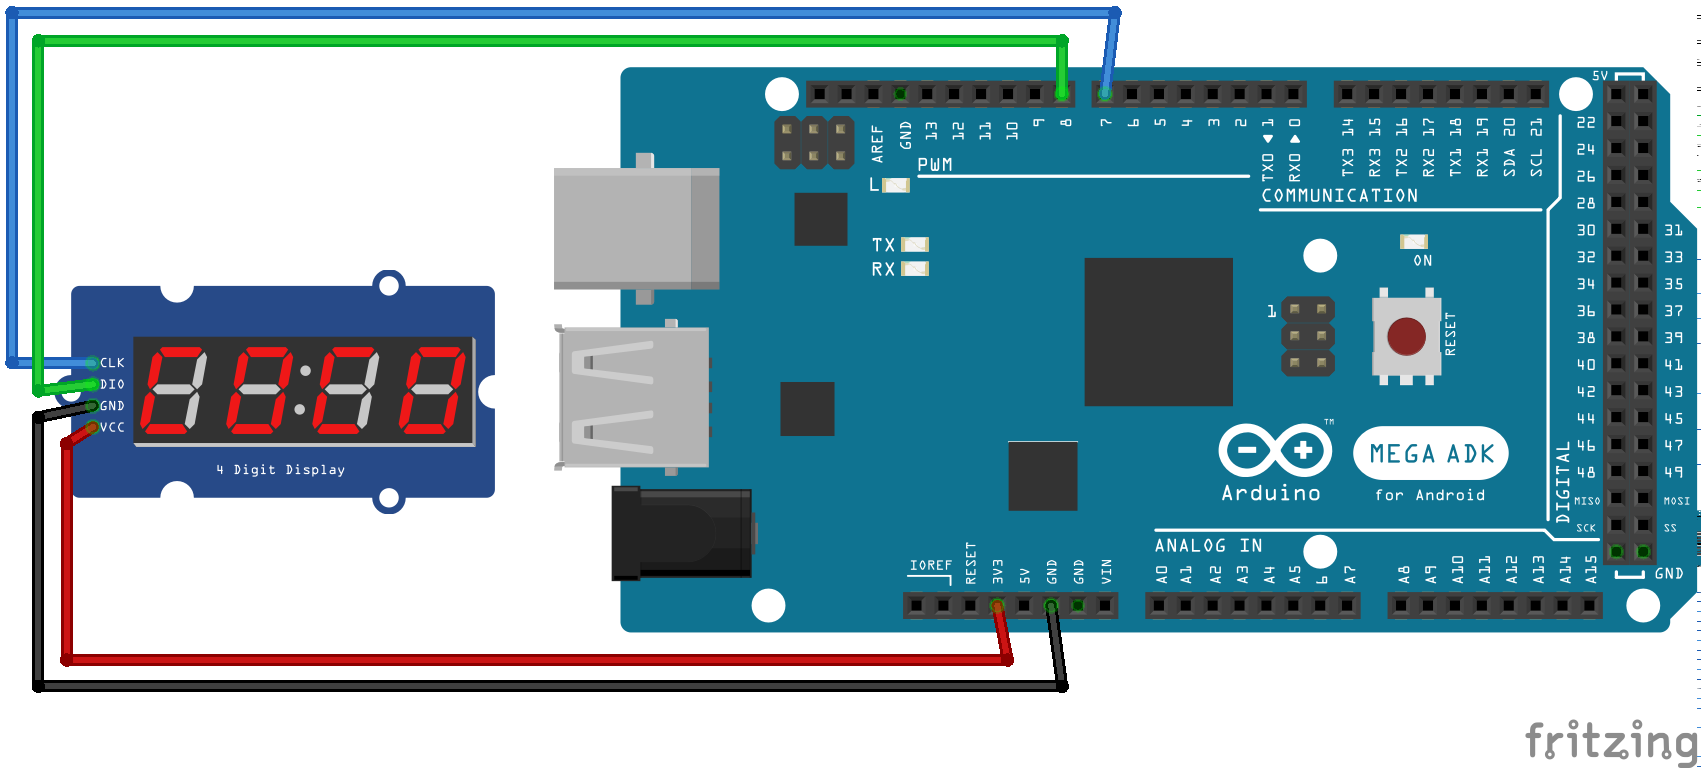 5V
AREF
GND
13
12
11
10
9
8
7
6
5
4
3
2
TX0 1
RX0 0
TX3 14
RX3 15
TX2 16
RX2 17
TX1 18
RX1 19
SDA 20
SCL 21
PWM
L
COMMUNICATION
TX
RX
ON
1
RESET
22
24
26
28
30 31
32 33
34 35
36 37
38 39
40 41
42 43
44 45
46 47
48 49
MISO MOSI
SCK SS
DIGITAL
GND
CLK
DIO
GND
VCC
4 Digit Display
TM
MEGA ADK
Arduino
for Android
ANALOG IN
IOREF
RESET
3V3
5V
GND
GND
VIN
A0
A1
A2
A3
A4
A5
6
A7
A8
A9
A10
A11
A12
A13
A14
A15
fritzing